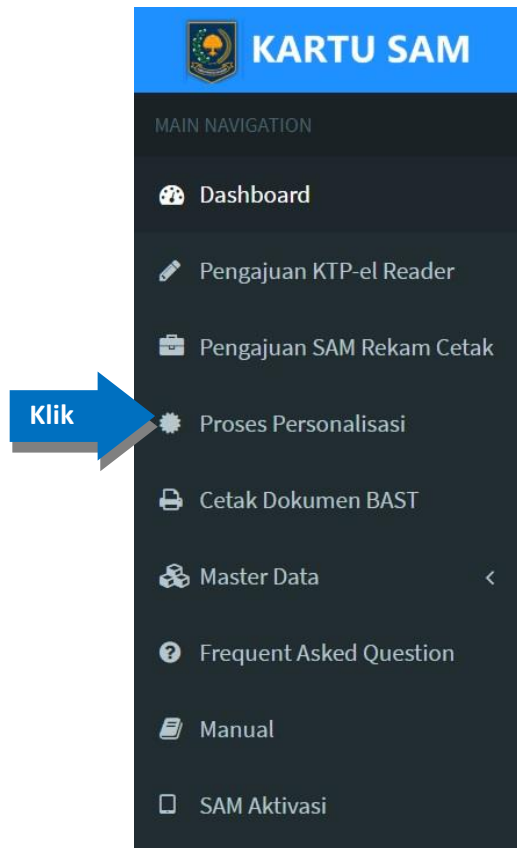 KARTU SAM
MAIN NAVIGATION
Dashboard
Pengajuan KTP-el Reader
Pengajuan SAM Rekam Cetak
Klik
Proses Personalisasi
Cetak Dokumen BAST
Master Data
Frequent Asked Question
Manual
SAM Aktivasi